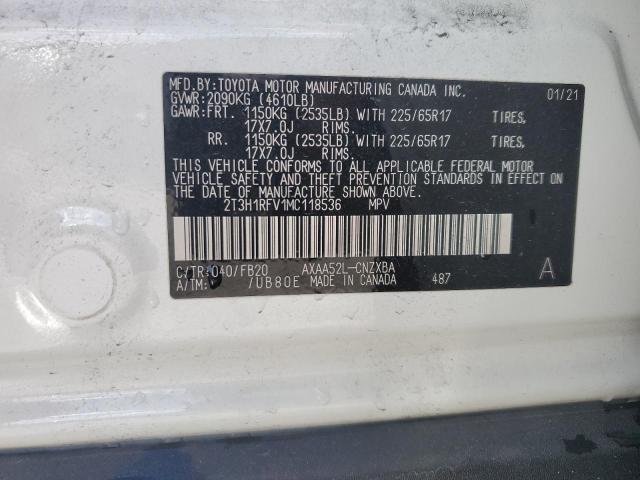 MFD.BY:TOYOTA MOTOR MANUFACTURING CANADA INC. 01/21
GVWR:2090KG (4610LB)
GAWR:FRT. 1150KG (2535LB) WITH 225/65R17 TIRES,
17X7.0J RIMS.
RR. 1150KG (2535LB) WITH 225/65R17 TIRES,
17X7.0J RIMS.
THIS VEHICLE CONFORMS TO ALL APPLICABLE FEDERAL MOTOR
VEHICLE SAFETY AND BUMPER STANDARDS IN EFFECT ON
THE DATE OF MANUFACTURE SHOWN ABOVE.
2T3H1RFV1MC118536 MPV
C/TR:040/FB20 AXAA52L-CNZXBA A
A/TM: /UB80E MADE IN CANADA 487